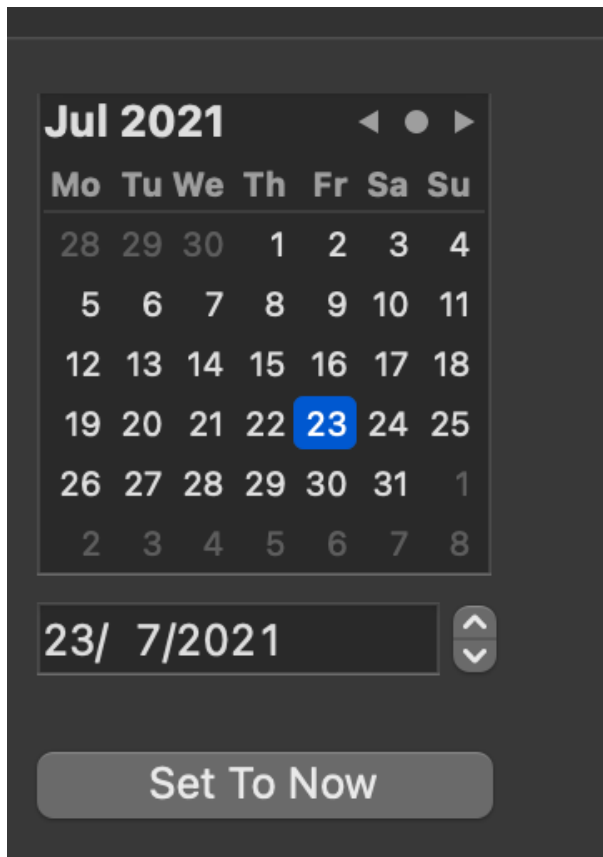 Jul 2021
Mo Tu We Th Fr Sa Su
28 29 30 1 2 3 4
5 6 7 8 9 10 11
12 13 14 15 16 17 18
19 20 21 22 23 24 25
26 27 28 29 30 31 1
2 3 4 5 6 7 8
23/ 7/2021
Set To Now